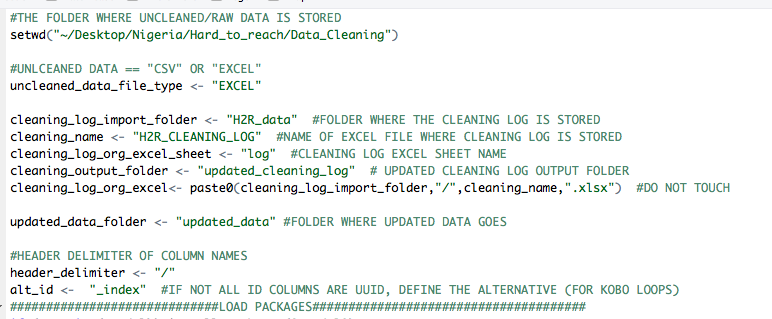 #THE FOLDER WHERE UNCLEANED/RAW DATA IS STORED
setwd("~/Desktop/Nigeria/Hard_to_reach/Data_Cleaning")
#UNLCEANED DATA == "CSV" OR "EXCEL"
uncleaned_data_file_type <- "EXCEL"
cleaning_log_import_folder <- "H2R_data"  #FOLDER WHERE THE CLEANING LOG IS STORED
cleaning_name <- "H2R_CLEANING_LOG"  #NAME OF EXCEL FILE WHERE CLEANING LOG IS STORED
cleaning_log_org_excel_sheet <- "log"  #CLEANING LOG EXCEL SHEET NAME
cleaning_output_folder <- "updated_cleaning_log"  # UPDATED CLEANING LOG OUTPUT FOLDER
cleaning_log_org_excel<- paste0(cleaning_log_import_folder,"/",cleaning_name,".xlsx")  #DO NOT TOUCH
updated_data_folder <- "updated_data" #FOLDER WHERE UPDATED DATA GOES
#HEADER DELIMITER OF COLUMN NAMES
header_delimiter <- "/"
alt_id <-  "_index"  #IF NOT ALL ID COLUMNS ARE UUID, DEFINE THE ALTERNATIVE (FOR KOBO LOOPS)
#############################LOAD PACKAGES######################################